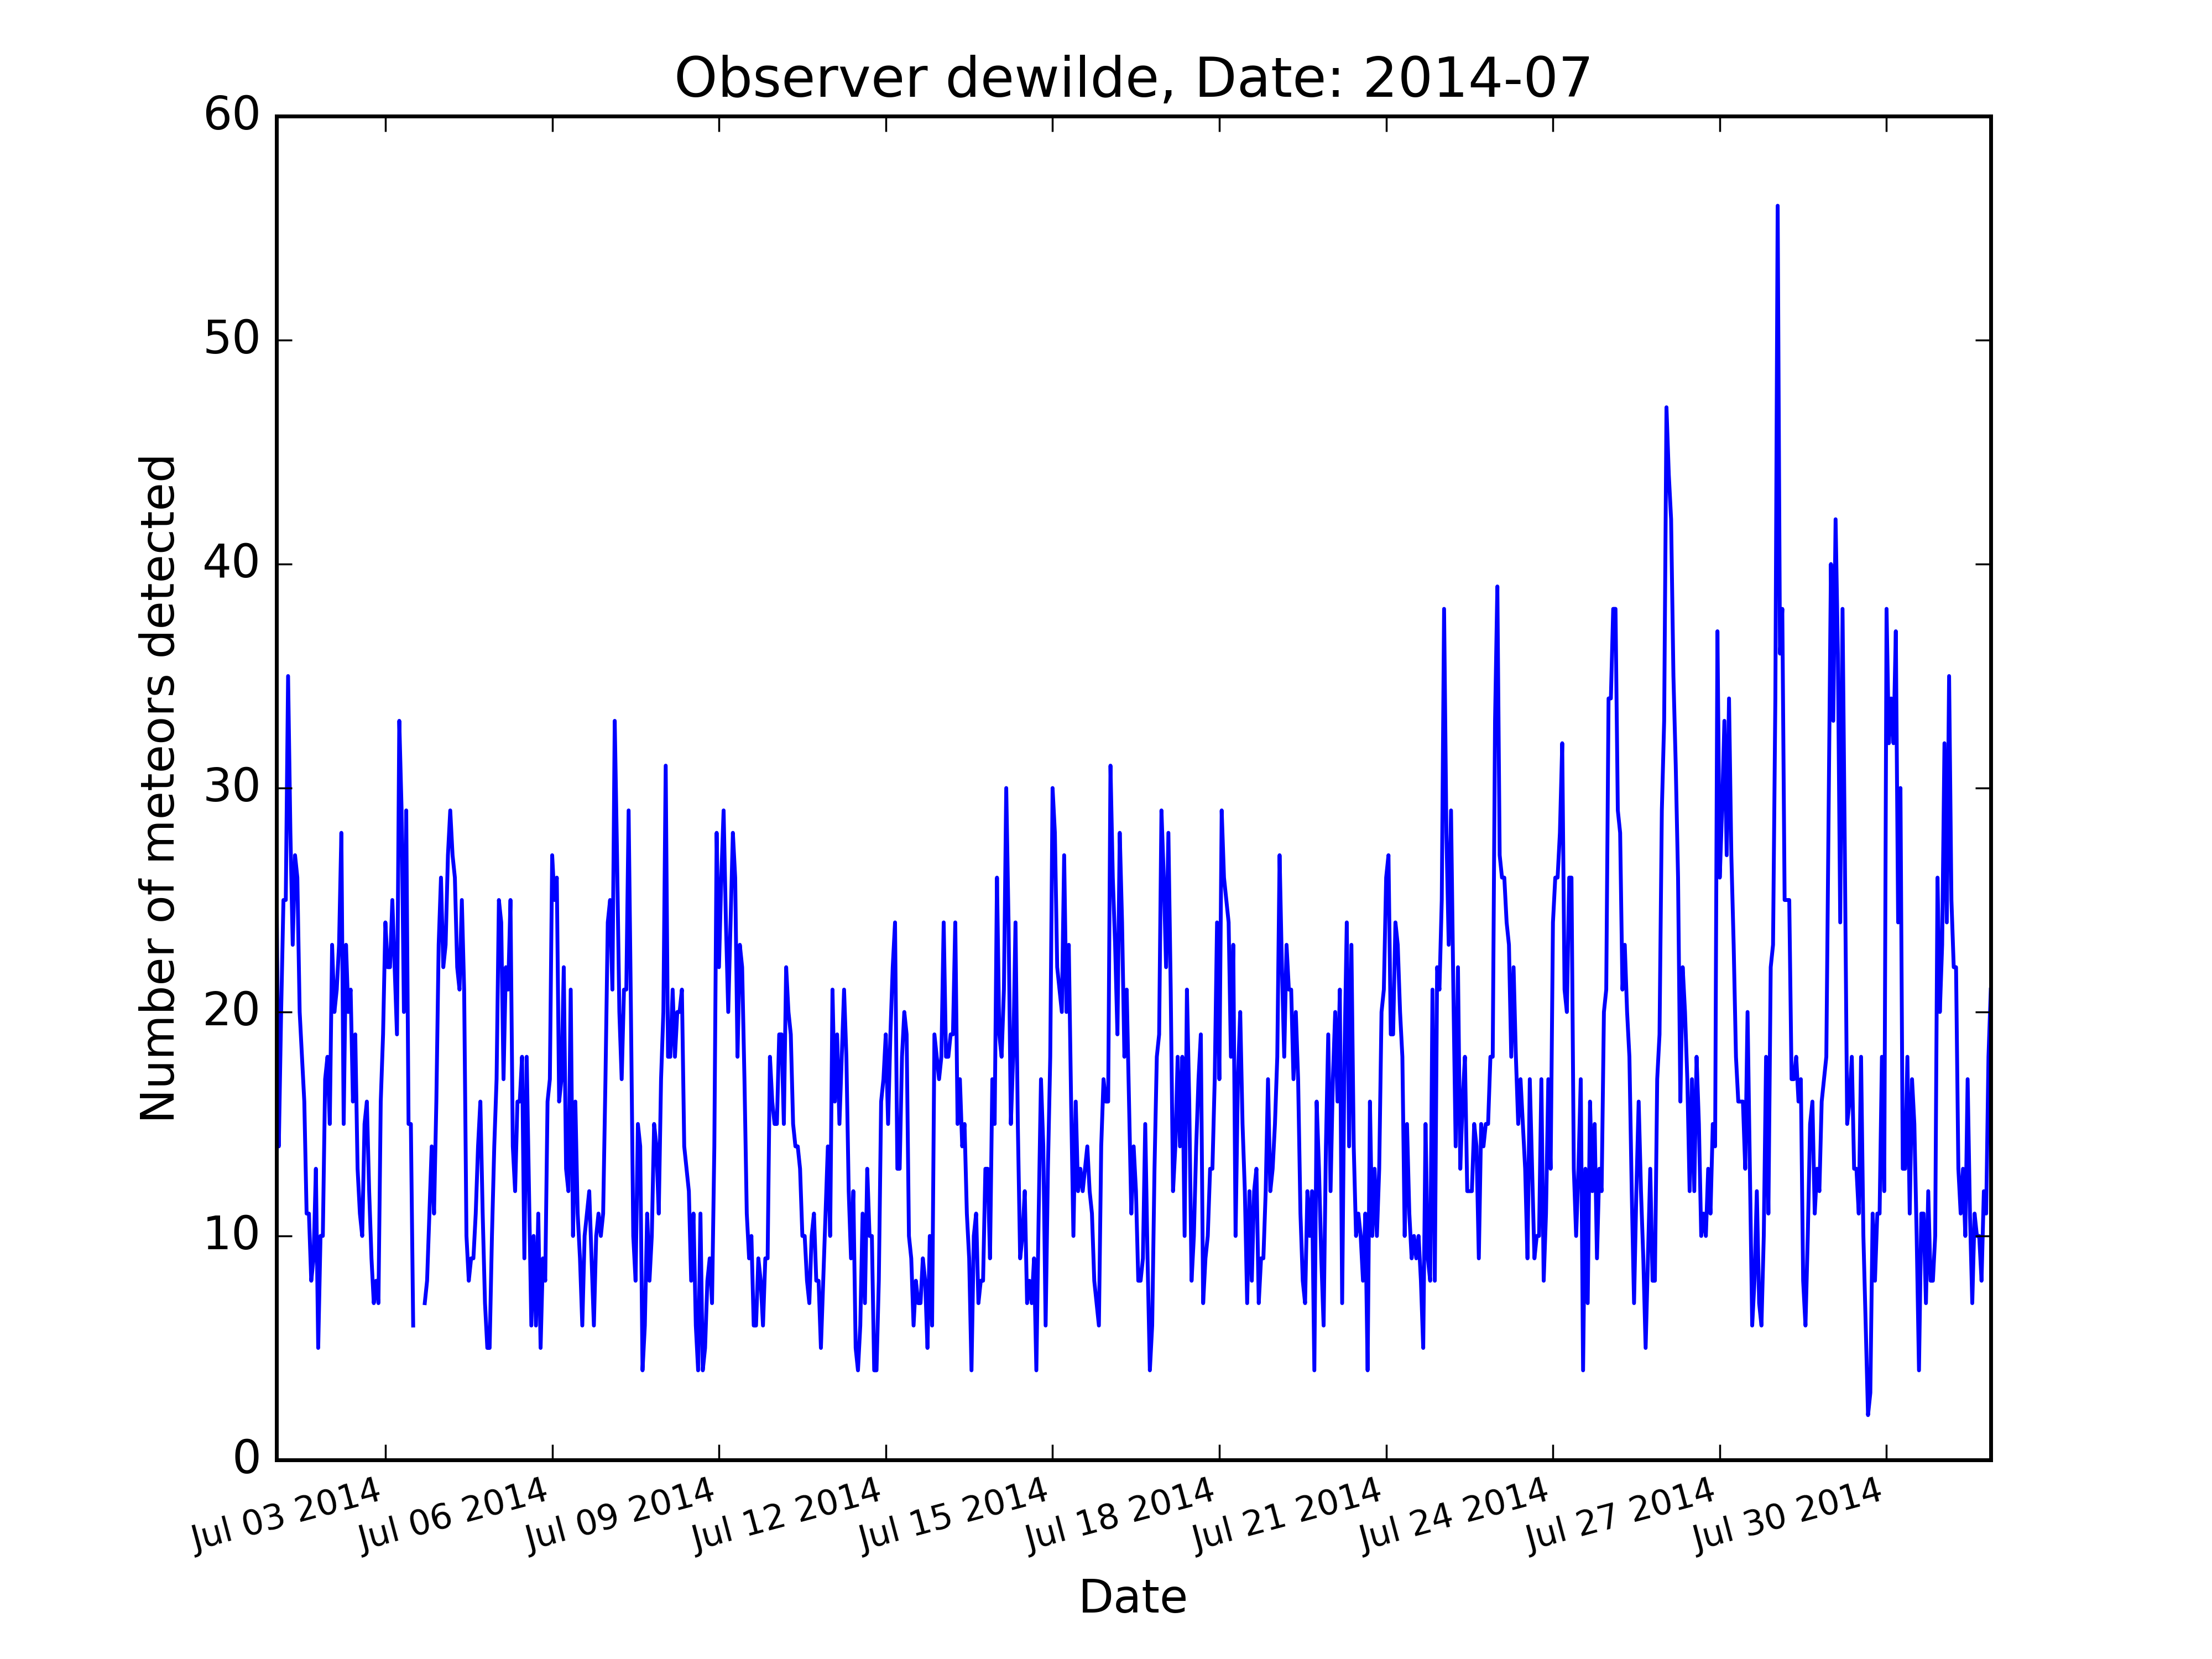 Observer dewilde, Date: 2014-07
60
50
40
30
20
10
0
Number of meteors detected
Jul 03 2014
Jul 06 2014
Jul 09 2014
Jul 12 2014
Jul 15 2014
Jul 18 2014
Jul 21 2014
Jul 24 2014
Jul 27 2014
Jul 30 2014
Date